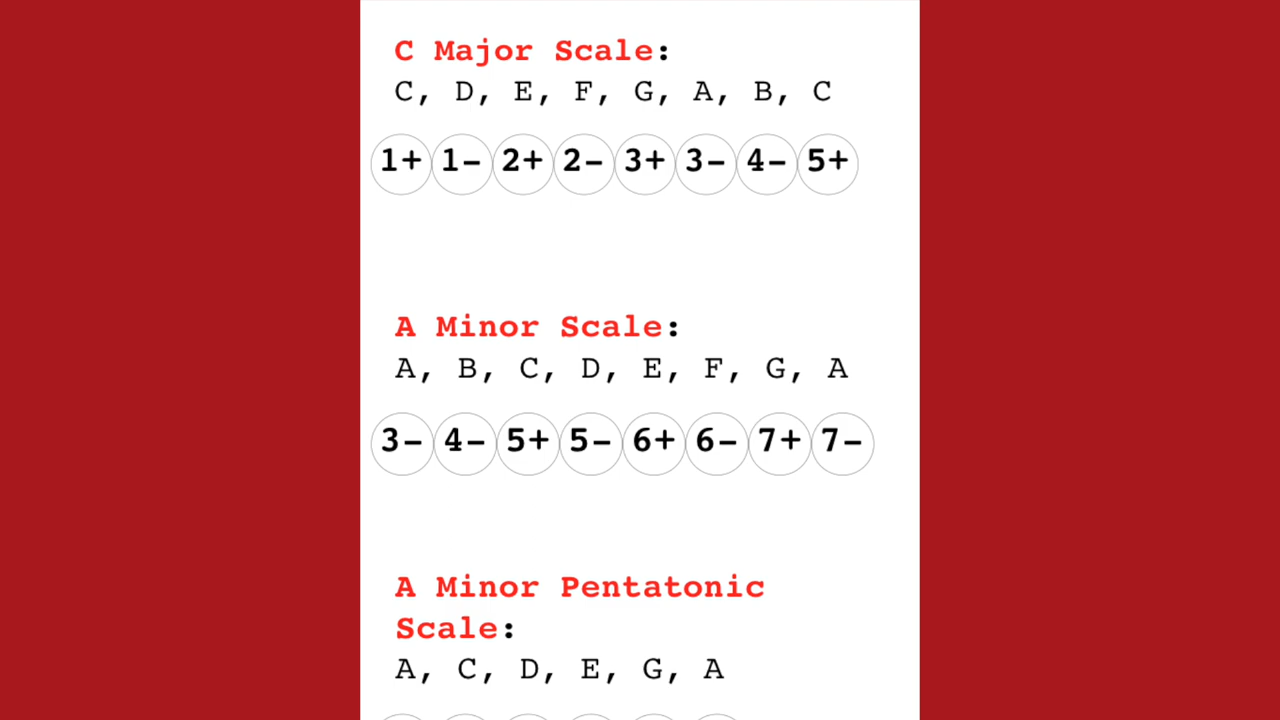 C Major Scale:
C, D, E, F, G, A, B, C
1+ 1– 2+ 2– 3+ 3– 4– 5+
A Minor Scale:
A, B, C, D, E, F, G, A
3– 4– 5+ 5– 6+ 6– 7+ 7–
A Minor Pentatonic
Scale:
A, C, D, E, G, A